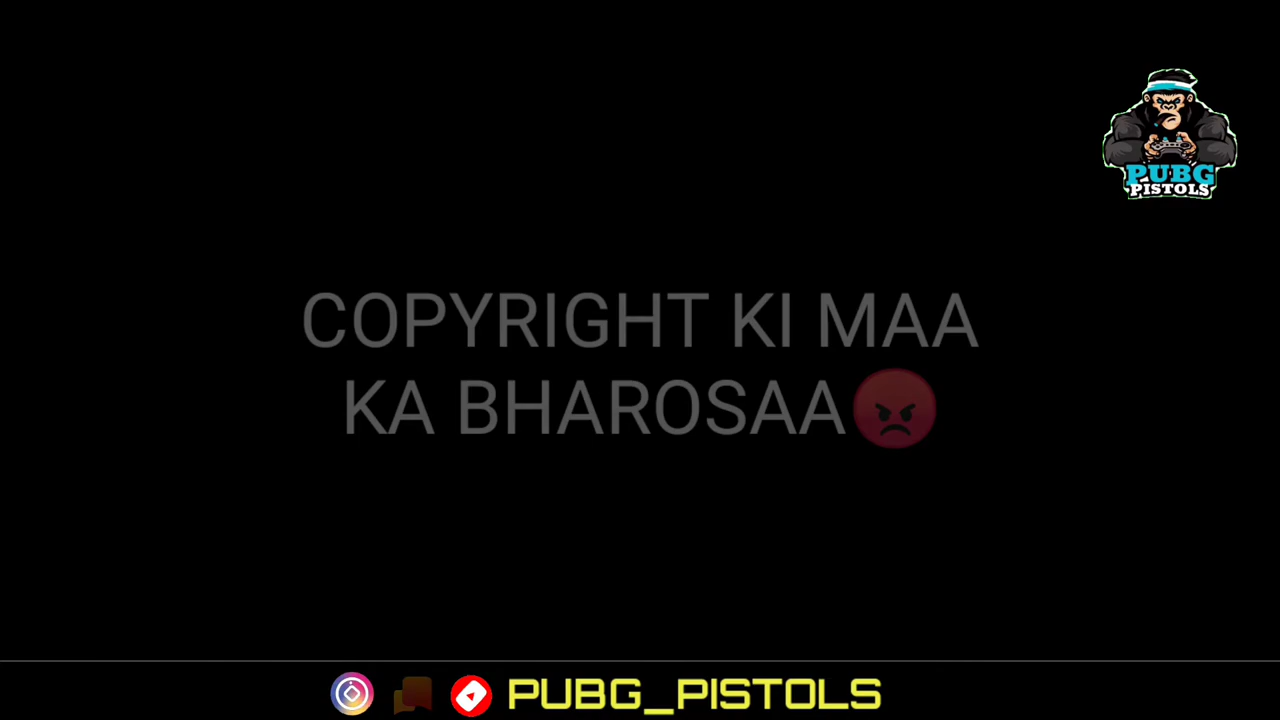 PUBG
PISTOLS
COPYRIGHT KI MAA
KA BHAROSAA😡
PUBG_PISTOLS